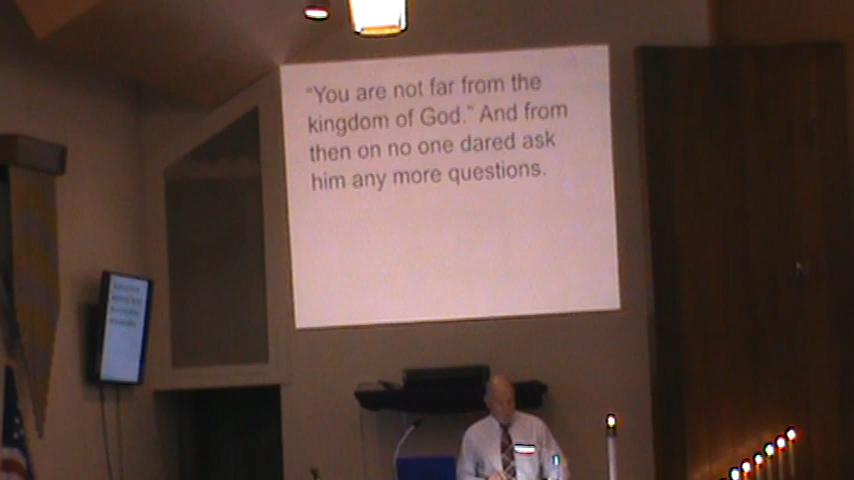 “You are not far from the
kingdom of God.” And from
then on no one dared ask
him any more questions.